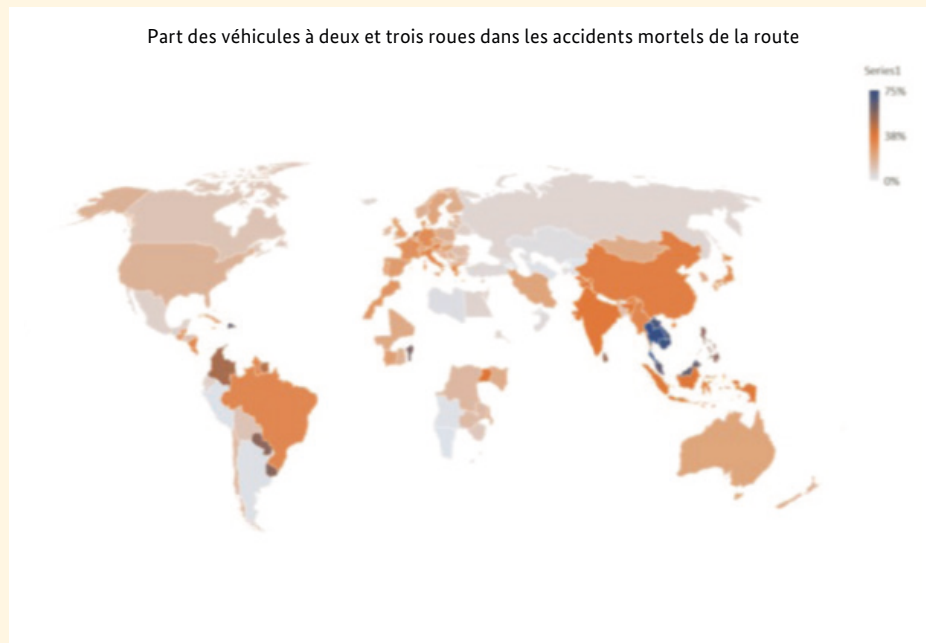 Part des véhicules à deux et trois roues dans les accidents mortels de la route
Series1
75%
38%
0%